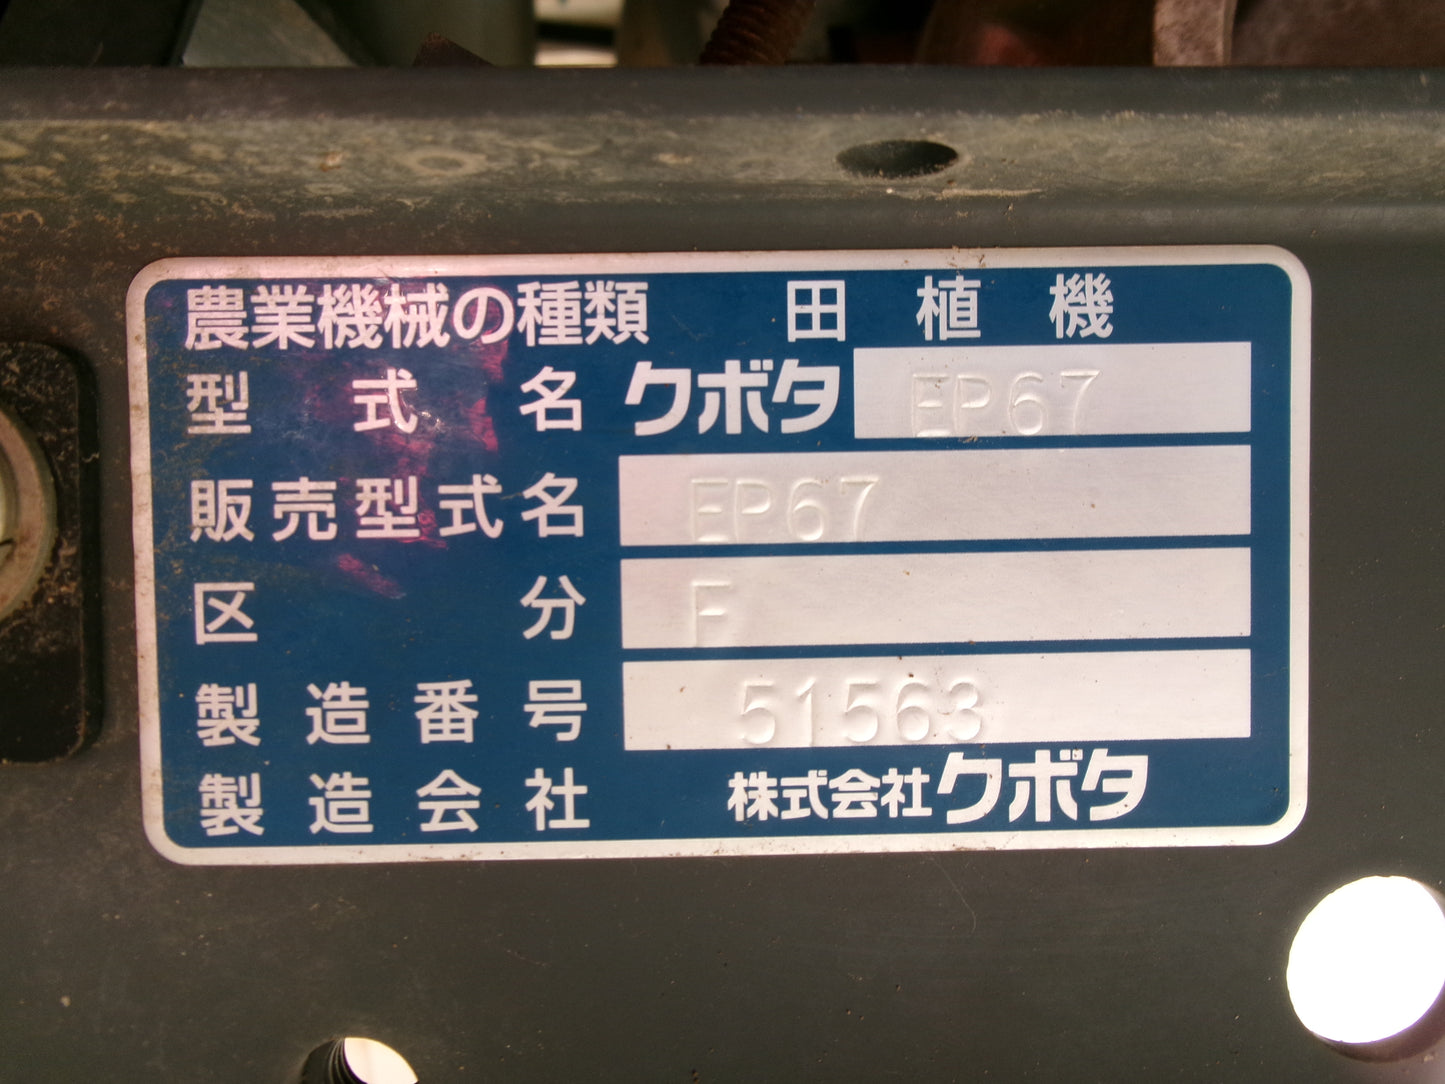 農業機械の種類 田植機
型式名 クボタ EP67
販売型式名 EP67
区分 F
製造番号 51563
製造会社 株式会社クボタ